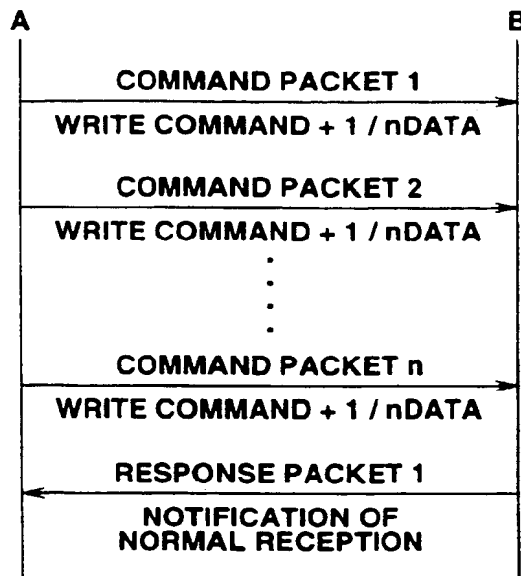 A B
COMMAND PACKET 1
WRITE COMMAND + 1 / nDATA
COMMAND PACKET 2
WRITE COMMAND + 1 / nDATA
COMMAND PACKET n
WRITE COMMAND + 1 / nDATA
RESPONSE PACKET 1
NOTIFICATION OF
NORMAL RECEPTION